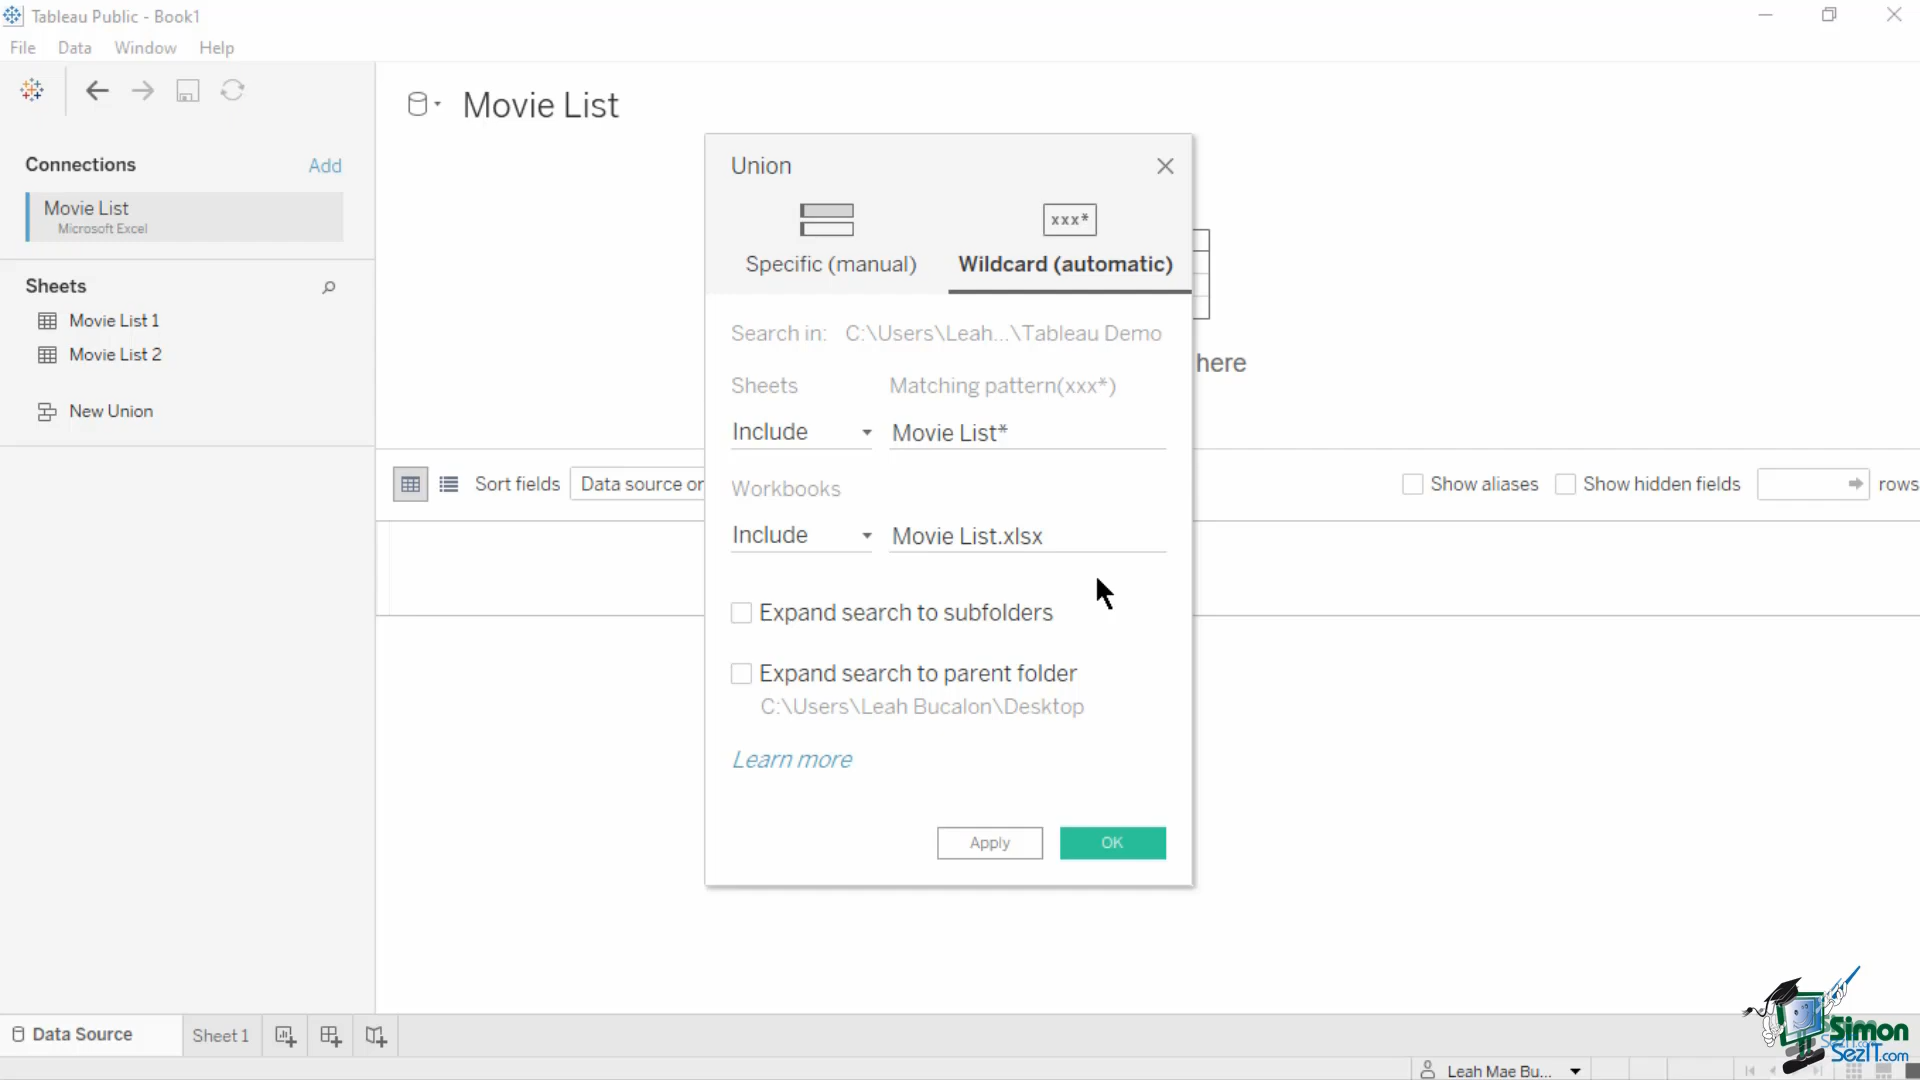 Tableau Public - Book1
File Data Window Help
Movie List
Connections Add
Movie List
Microsoft Excel
Sheets
Movie List 1
Movie List 2
New Union
Union
xxx*
Specific (manual) Wildcard (automatic)
Search in: C:\Users\Leah...\Tableau Demo
here
Sheets Matching pattern(xxx*)
Include Movie List*
Sort fields Data source or
Show aliases Show hidden fields rows
Workbooks
Include Movie List.xlsx
Expand search to subfolders
Expand search to parent folder
C:\Users\Leah Bucalon\Desktop
Learn more
Apply OK
Data Source Sheet 1
Leah Mae Bu...
Simon
SezIT.com